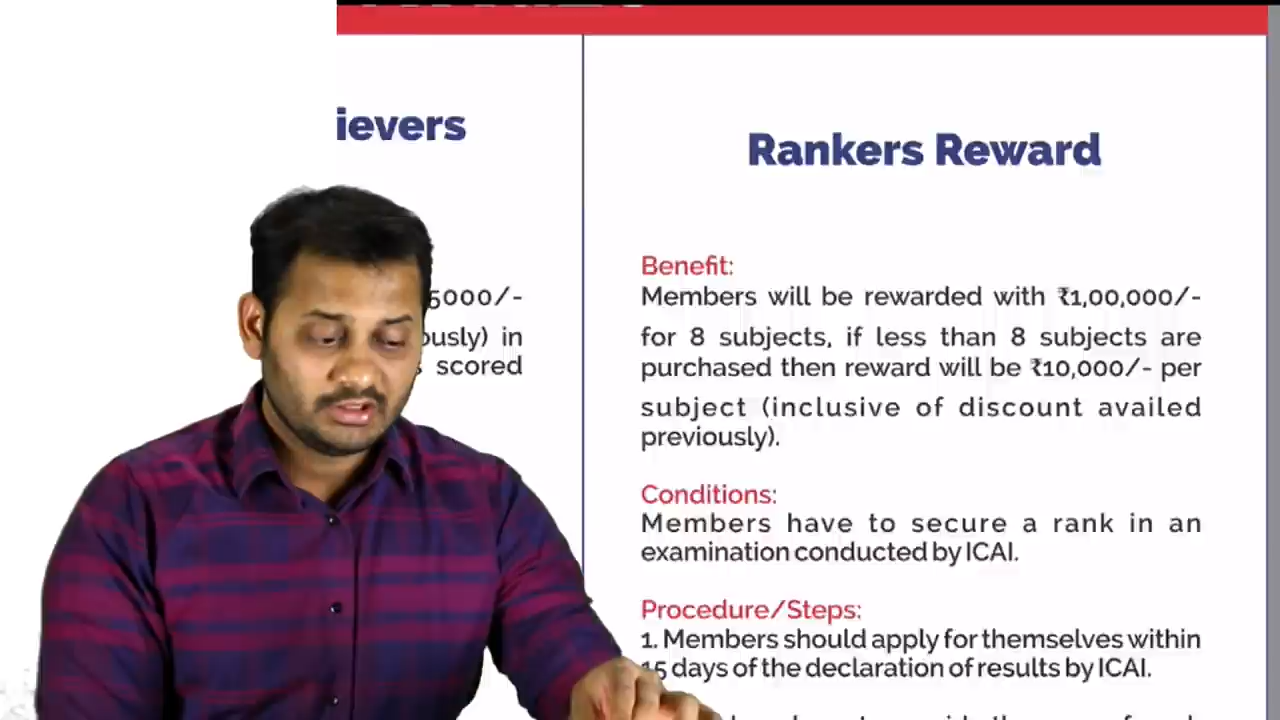 ievers
5000/-
ously) in
scored
Rankers Reward
Benefit:
Members will be rewarded with ₹1,00,000/-
for 8 subjects, if less than 8 subjects are
purchased then reward will be ₹10,000/- per
subject (inclusive of discount availed
previously).
Conditions:
Members have to secure a rank in an
examination conducted by ICAI.
Procedure/Steps:
1. Members should apply for themselves within
15 days of the declaration of results by ICAI.